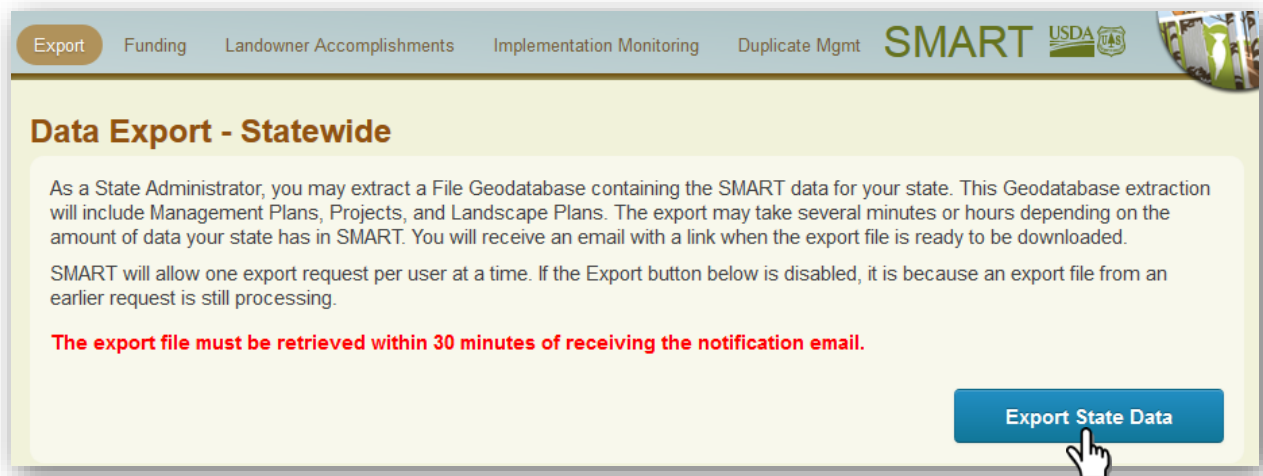 Export Funding Landowner Accomplishments Implementation Monitoring Duplicate Mgmt SMART USDA
Data Export - Statewide
As a State Administrator, you may extract a File Geodatabase containing the SMART data for your state. This Geodatabase extraction
will include Management Plans, Projects, and Landscape Plans. The export may take several minutes or hours depending on the
amount of data your state has in SMART. You will receive an email with a link when the export file is ready to be downloaded.
SMART will allow one export request per user at a time. If the Export button below is disabled, it is because an export file from an
earlier request is still processing.
The export file must be retrieved within 30 minutes of receiving the notification email.
Export State Data